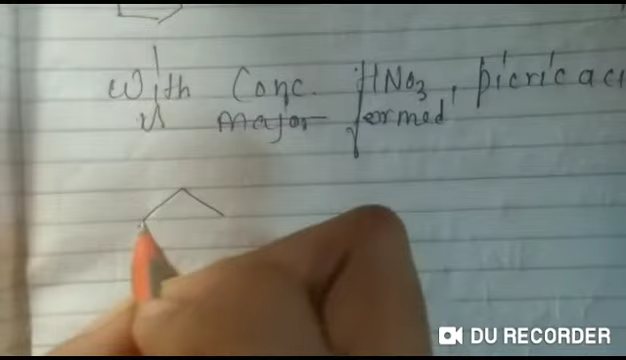 With Conc. HNO3, picric aci
is major formed
DU RECORDER